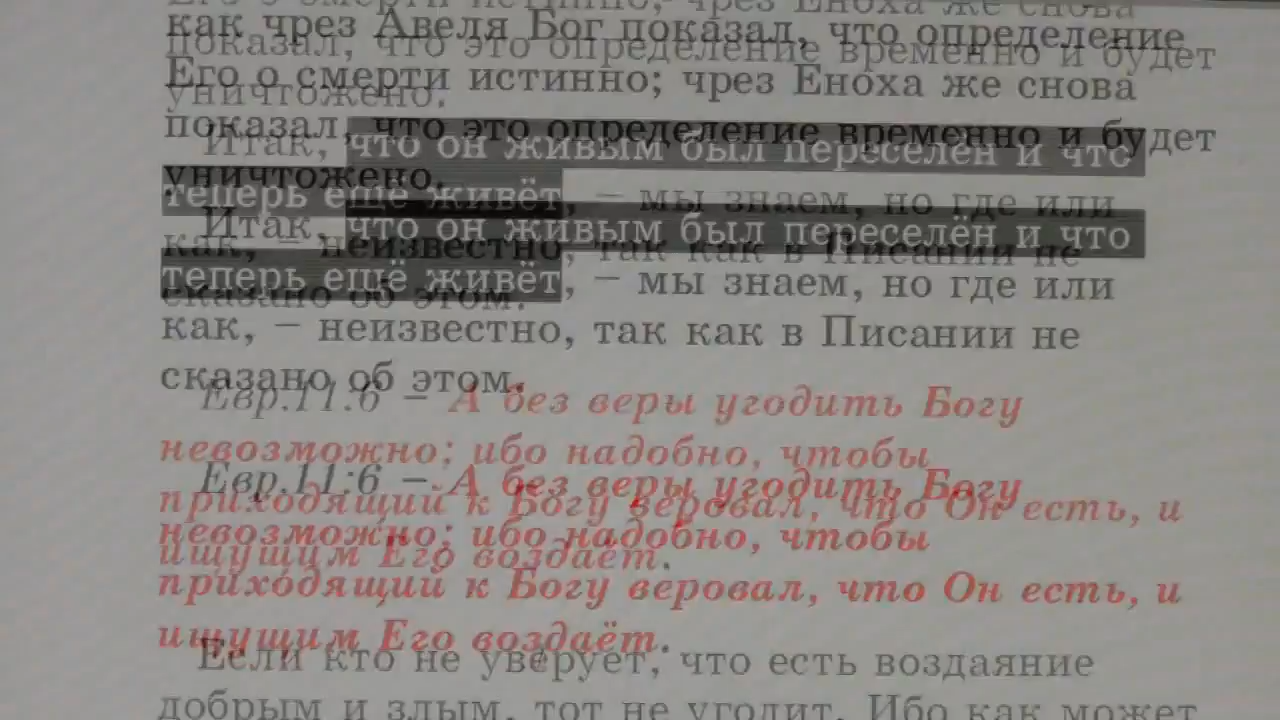 как чрез Авеля Бог показал, что определение
Его о смерти истинно; чрез Еноха же снова
показал, что это определение временно и будет
уничтожено.
Итак, что он живым был переселён и что
теперь ещё живёт, – мы знаем, но где или
как, – неизвестно, так как в Писании не
сказано об этом.
Евр.11:6 – А без веры угодить Богу
невозможно; ибо надобно, чтобы
приходящий к Богу веровал, что Он есть, и
ищущим Его воздаёт.
Если кто не уверует, что есть воздаяние
добрым и злым, тот не угодит. Ибо как может